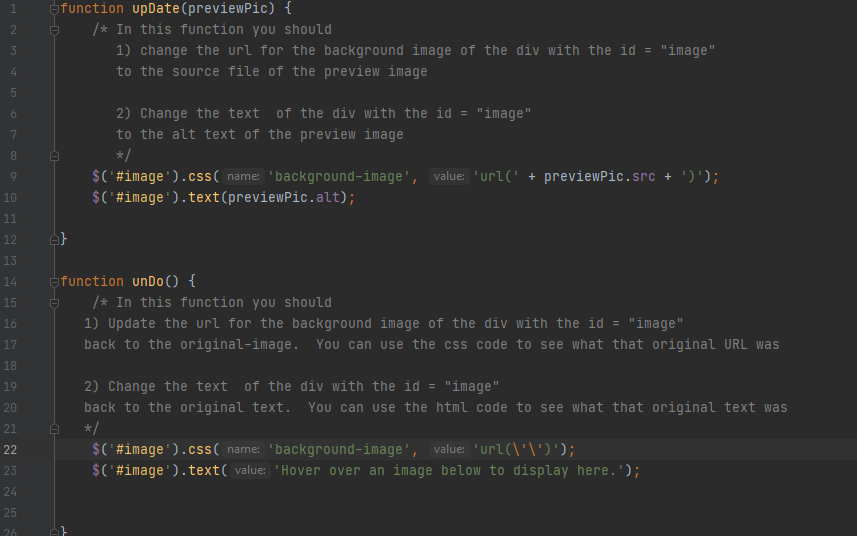 1 function upDate(previewPic) {
2 /* In this function you should
3 1) change the url for the background image of the div with the id = "image"
4 to the source file of the preview image
5
6 2) Change the text  of the div with the id = "image"
7 to the alt text of the preview image
8 */
9 $('#image').css( name: 'background-image', value: 'url(' + previewPic.src + ')');
10 $('#image').text(previewPic.alt);
11
12 }
13
14 function unDo() {
15 /* In this function you should
16 1) Update the url for the background image of the div with the id = "image"
17 back to the original-image.  You can use the css code to see what that original URL was
18
19 2) Change the text  of the div with the id = "image"
20 back to the original text.  You can use the html code to see what that original text was
21 */
22 $('#image').css( name: 'background-image', value: 'url(\'\')');
23 $('#image').text( value: 'Hover over an image below to display here.');
24
25
26 }